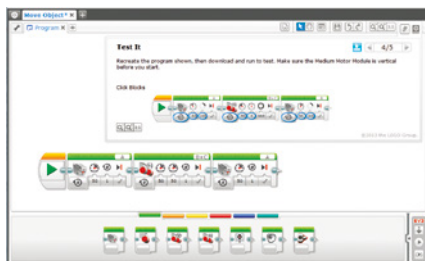 Move Object*
Program
Test It
4/5
Recreate the program shown, then download and run to test. Make sure the Medium Motor Module is vertical
before you start.
Click Blocks
©2013 the LEGO Group